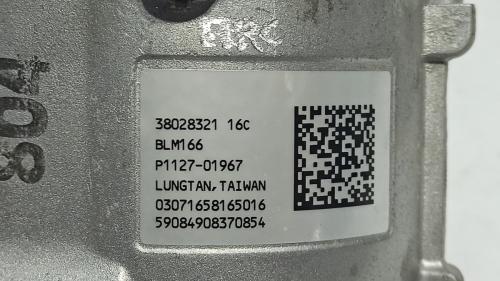 38028321 16C
BLM166
P1127-01967
LUNGTAN, TAIWAN
03071658165016
59084908370854